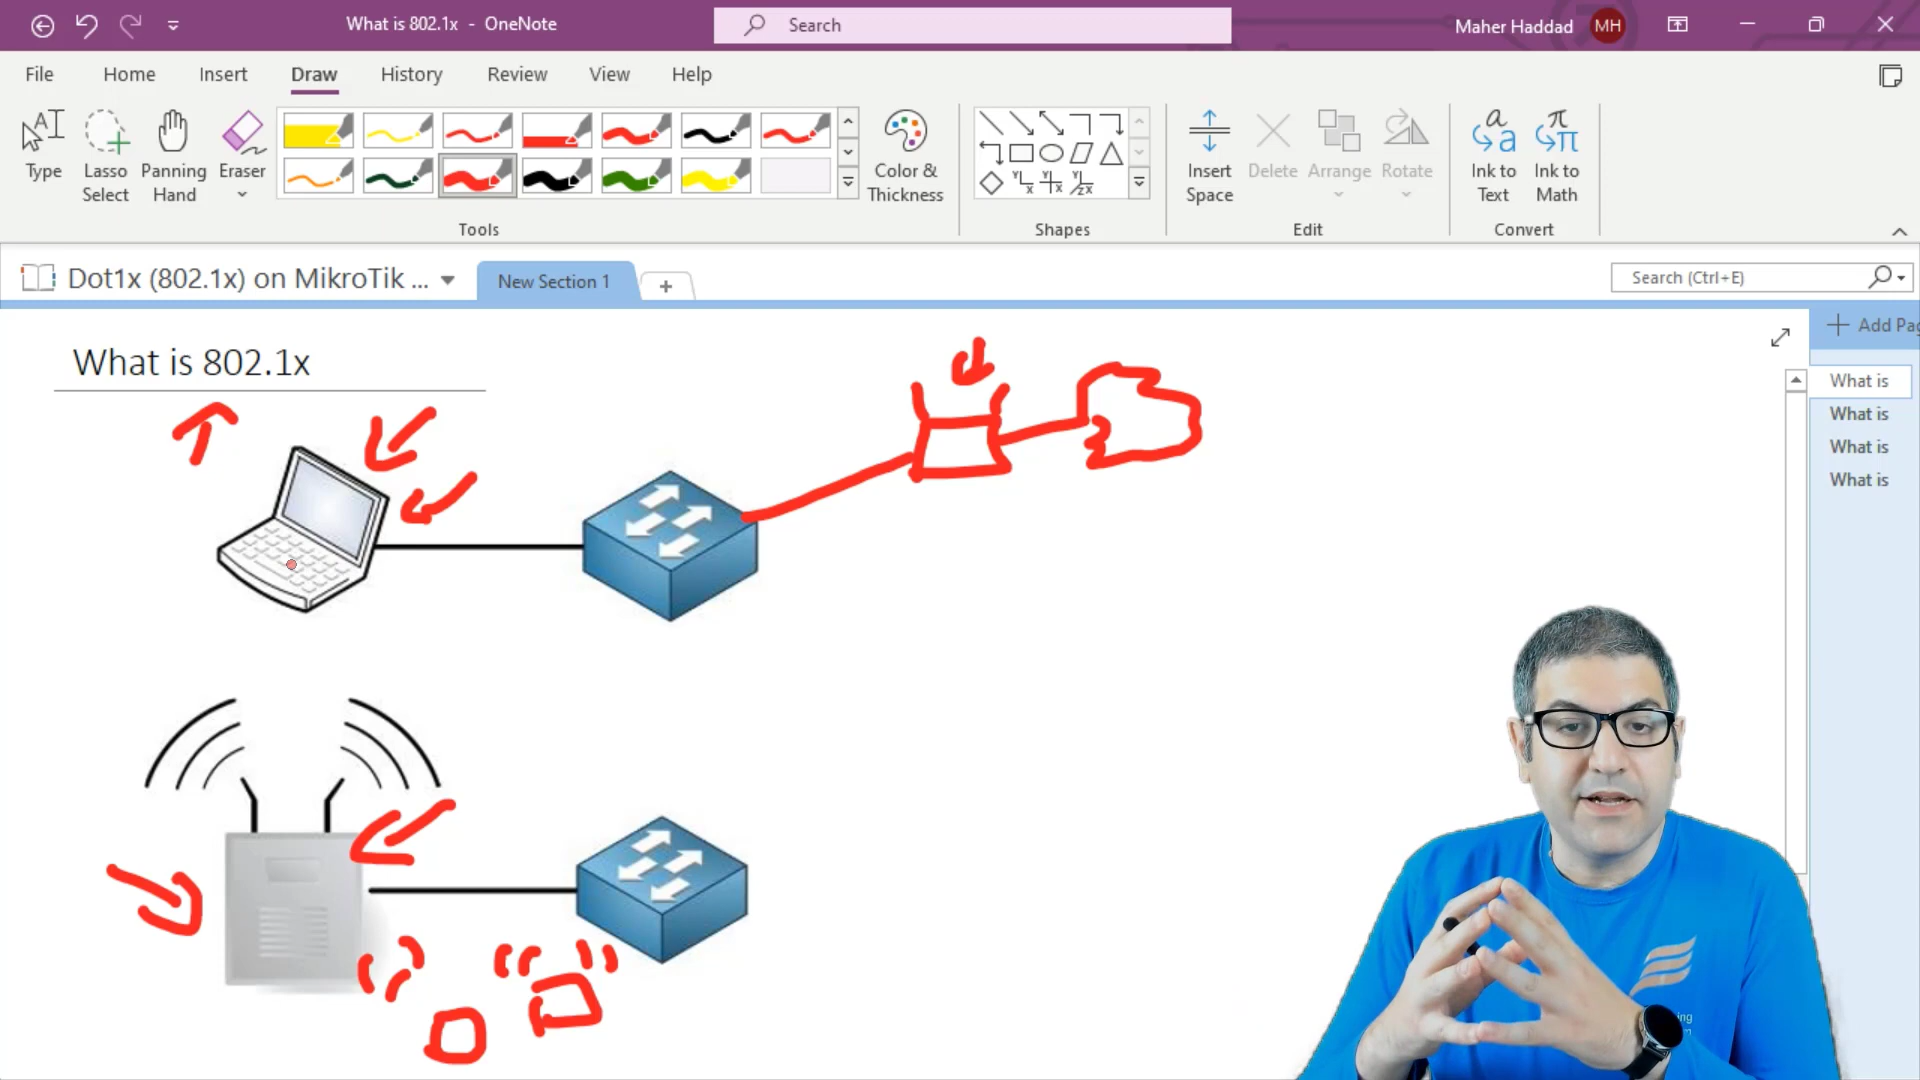 What is 802.1x - OneNote
Search
Maher Haddad
MH
File
Home
Insert
Draw
History
Review
View
Help
Type
Lasso
Select
Panning
Hand
Eraser
Color &
Thickness
Insert
Space
Delete
Arrange
Rotate
a
a
Ink to
Text
π
π
Ink to
Math
Tools
Shapes
Edit
Convert
Dot1x (802.1x) on MikroTik ...
New Section 1
Search (Ctrl+E)
What is 802.1x
Add Pag
What is
What is
What is
What is
ing